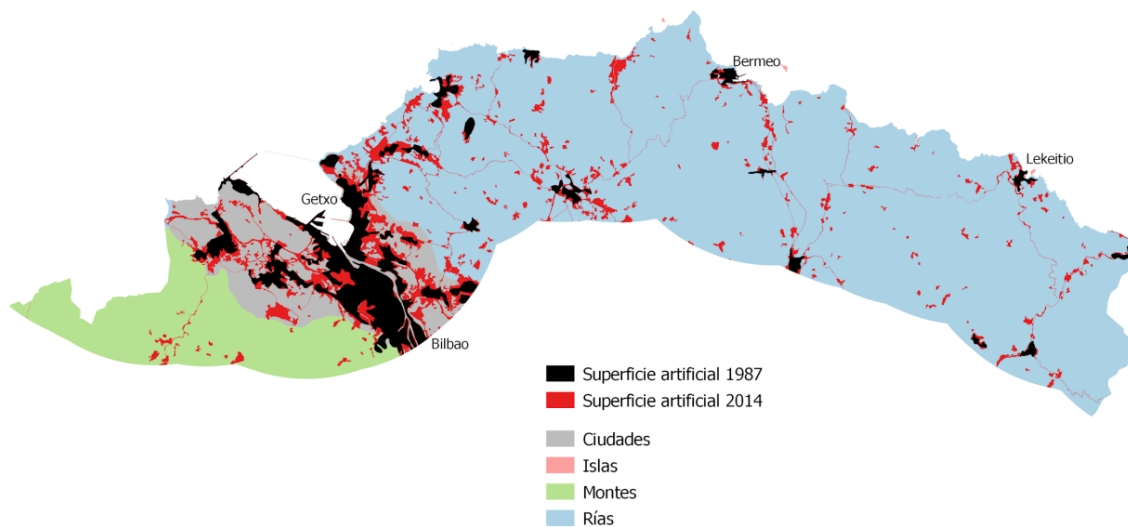 Bermeo
Lekeitio
Getxo
Bilbao
Superficie artificial 1987
Superficie artificial 2014
Ciudades
Islas
Montes
Rías